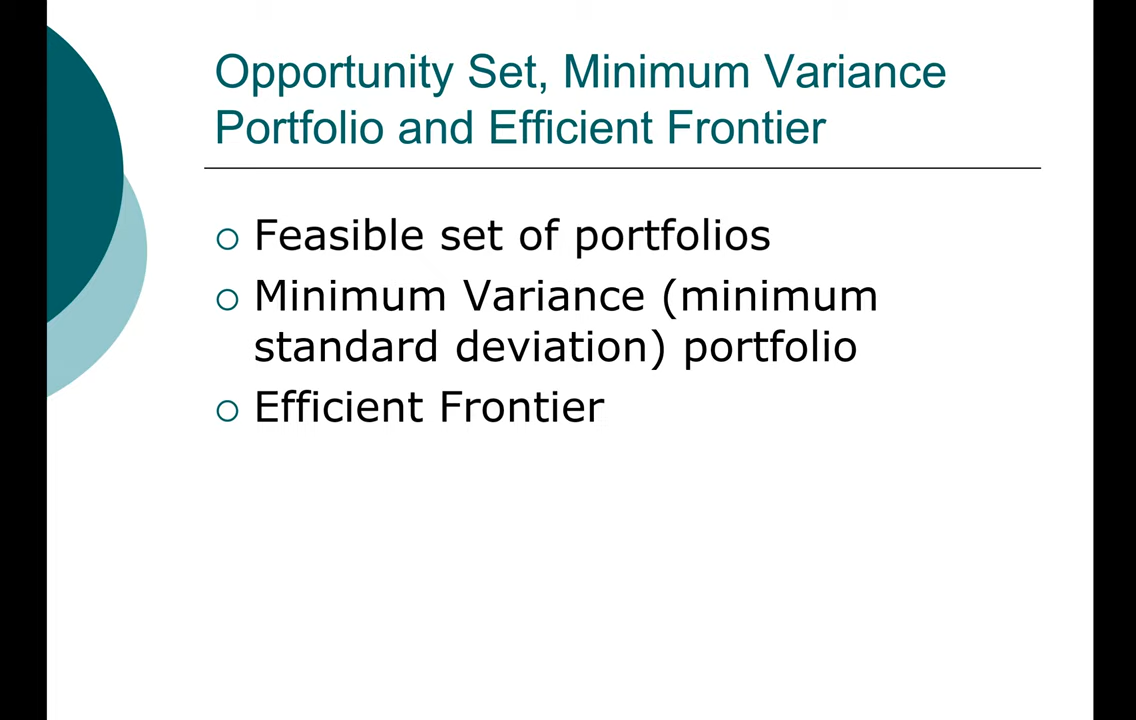 Opportunity Set, Minimum Variance
Portfolio and Efficient Frontier
Feasible set of portfolios
Minimum Variance (minimum
standard deviation) portfolio
Efficient Frontier